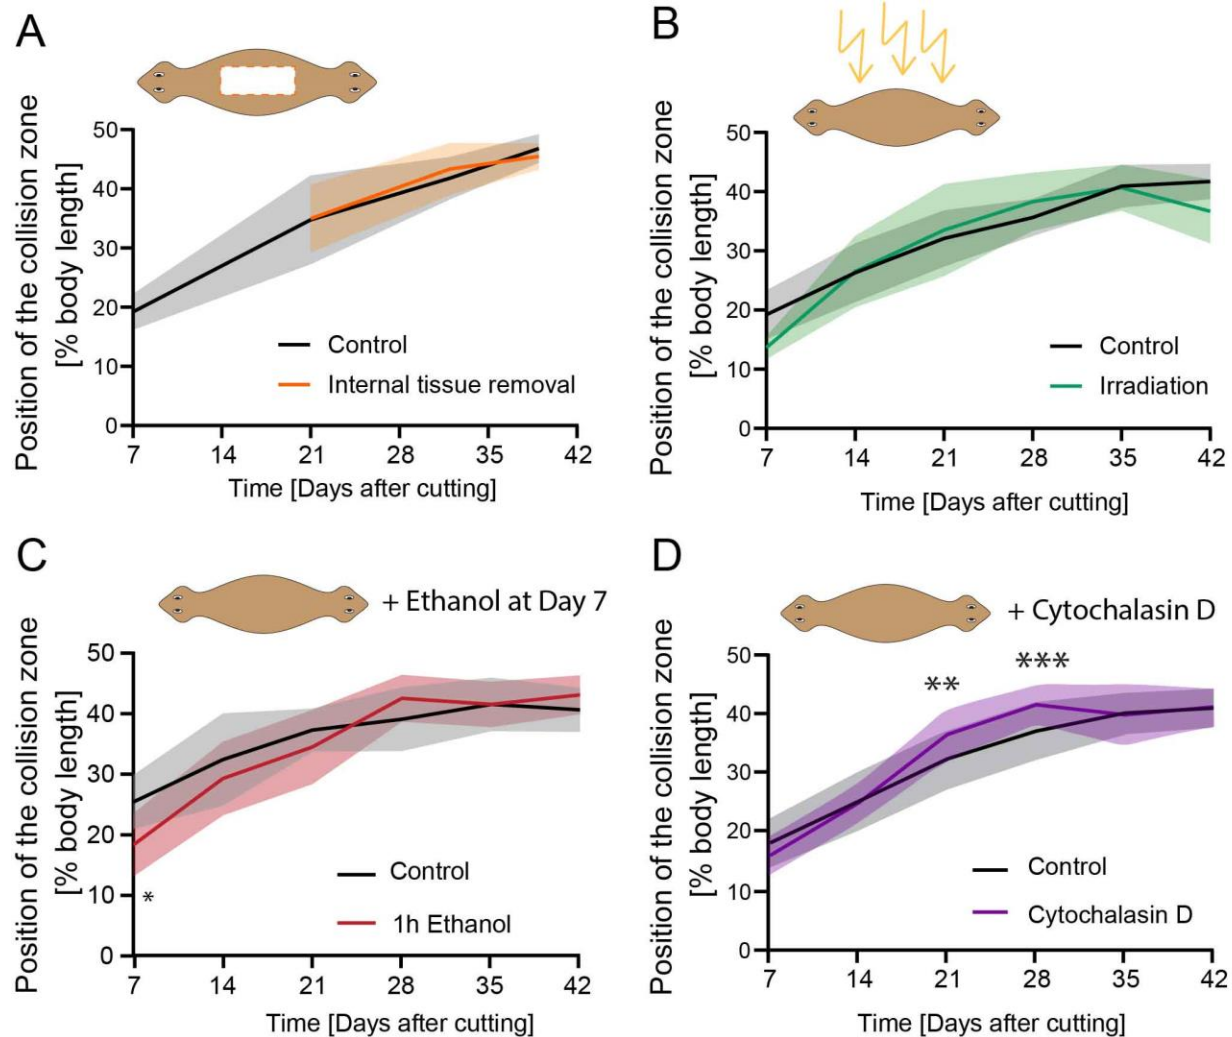 A
Position of the collision zone
[% body length]
50
40
30
20
10
0
Control
Internal tissue removal
7 14 21 28 35 42
Time [Days after cutting]
B
Position of the collision zone
[% body length]
50
40
30
20
10
0
Control
Irradiation
7 14 21 28 35 42
Time [Days after cutting]
C
+ Ethanol at Day 7
Position of the collision zone
[% body length]
50
40
30
20
10
0
*
Control
1h Ethanol
7 14 21 28 35 42
Time [Days after cutting]
D
+ Cytochalasin D
Position of the collision zone
[% body length]
50
40
30
20
10
0
** ***
Control
Cytochalasin D
7 14 21 28 35 42
Time [Days after cutting]